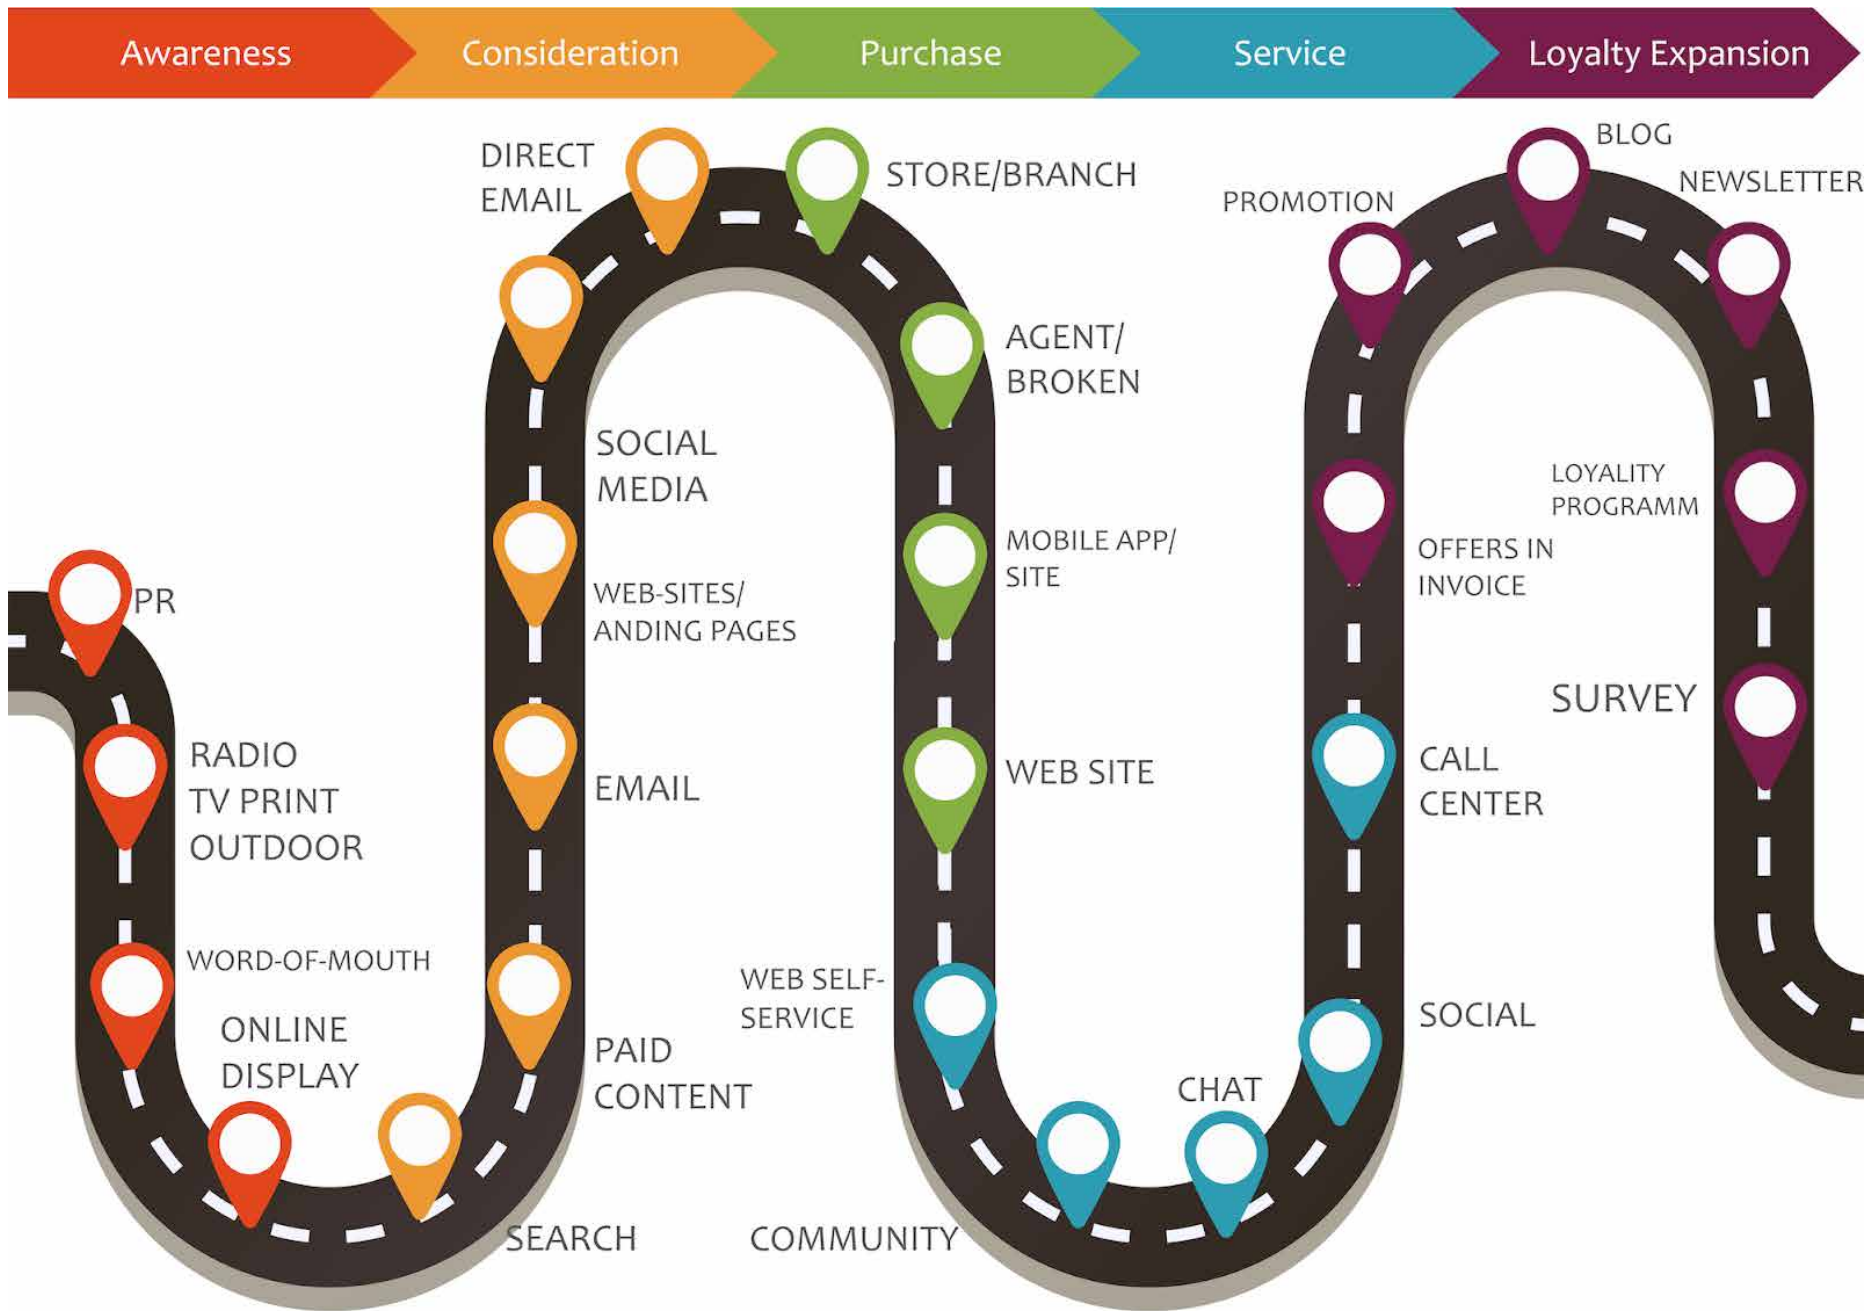 Awareness
Consideration
Purchase
Service
Loyalty Expansion
PR
RADIO
TV PRINT
OUTDOOR
WORD-OF-MOUTH
ONLINE
DISPLAY
SEARCH
PAID
CONTENT
EMAIL
WEB-SITES/
ANDING PAGES
SOCIAL
MEDIA
DIRECT
EMAIL
STORE/BRANCH
AGENT/
BROKEN
MOBILE APP/
SITE
WEB SITE
WEB SELF-
SERVICE
COMMUNITY
CHAT
SOCIAL
CALL
CENTER
OFFERS IN
INVOICE
PROMOTION
BLOG
NEWSLETTER
LOYALITY
PROGRAMM
SURVEY